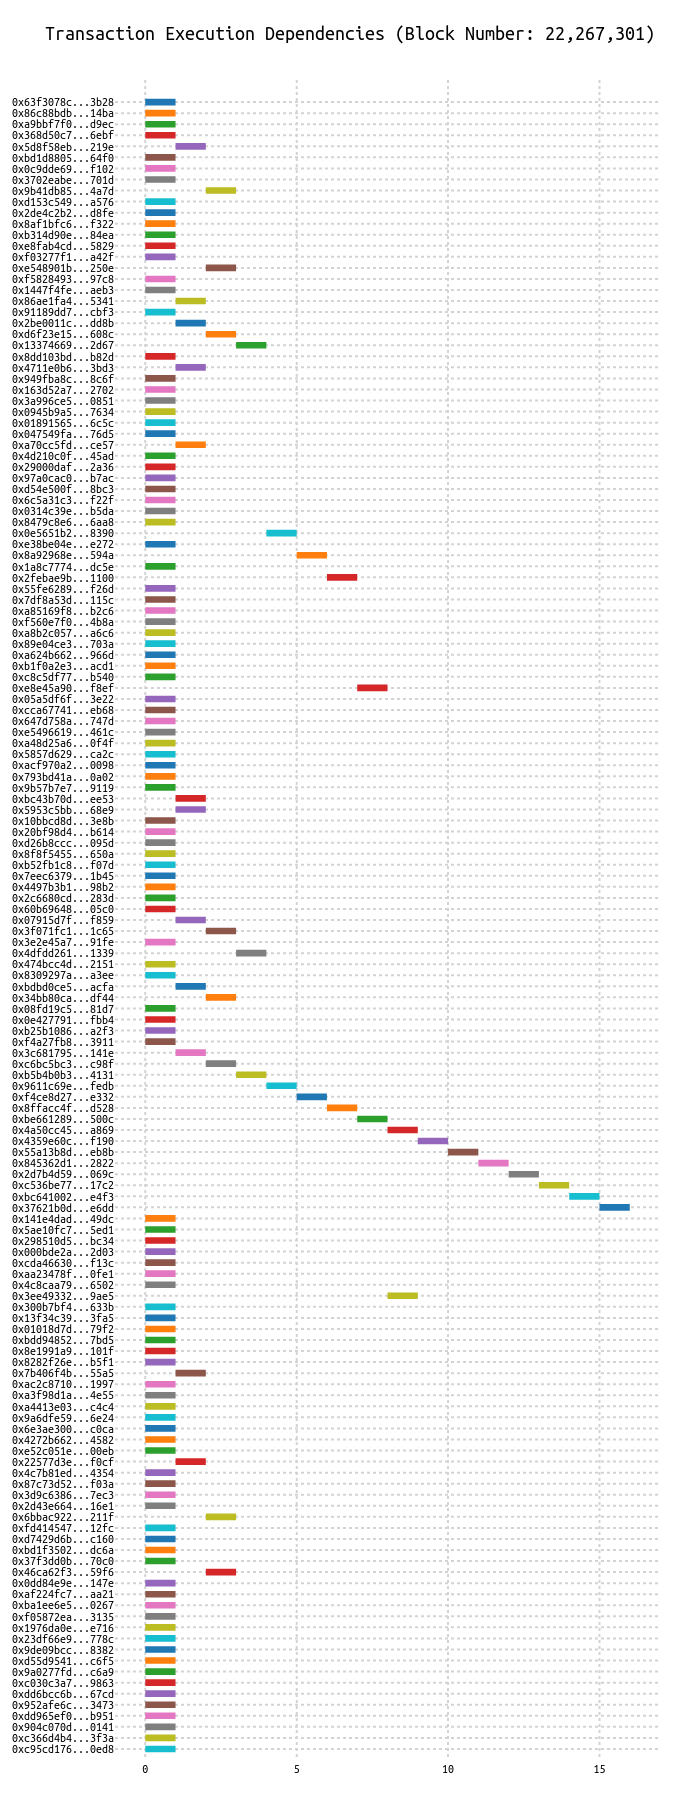 Transaction Execution Dependencies (Block Number: 22,267,301)
0x63f3078c...3b28
0x86c88bdb...14ba
0xa9bbf7f0...d9ec
0x368d50c7...6ebf
0x5d8f58eb...219e
0xbd1d8805...64f0
0x0c9dde69...f102
0x3702eabe...701d
0x9b41db85...4a7d
0xd153c549...a576
0x2de4c2b2...d8fe
0x8af1bfc6...f322
0xb314d90e...84ea
0xe8fab4cd...5829
0xf03277f1...a42f
0xe548901b...250e
0xf5828493...97c8
0x1447f4fe...aeb3
0x86ae1fa4...5341
0x91189dd7...cbf3
0x2be0011c...dd8b
0xd6f23e15...608c
0x13374669...2d67
0x8dd103bd...b82d
0x4711e0b6...3bd3
0x949fba8c...8c6f
0x163d52a7...2702
0x3a996ce5...0851
0x0945b9a5...7634
0x01891565...6c5c
0x047549fa...76d5
0xa70cc5fd...ce57
0x4d210c0f...45ad
0x29000daf...2a36
0x97a0cac0...b7ac
0xd54e500f...8bc3
0x6c5a31c3...f22f
0x0314c39e...b5da
0x8479c8e6...6aa8
0x0e5651b2...8390
0xe38be04e...e272
0x8a92968e...594a
0x1a8c7774...dc5e
0x2febae9b...1100
0x55fe6289...f26d
0x7df8a53d...115c
0xa85169f8...b2c6
0xf560e7f0...4b8a
0xa8b2c057...a6c6
0x89e04ce3...703a
0xa624b662...966d
0xb1f0a2e3...acd1
0xc8c5df77...b540
0xe8e45a90...f8ef
0x05a5df6f...3e22
0xcca67741...eb68
0x647d758a...747d
0xe5496619...461c
0xa48d25a6...0f4f
0x5857d629...ca2c
0xacf970a2...0098
0x793bd41a...0a02
0x9b57b7e7...9119
0xbc43b70d...ee53
0x5953c5bb...68e9
0x10bbcd8d...3e8b
0x20bf98d4...b614
0xd26b8ccc...095d
0x8f8f5455...650a
0xb52fb1c8...f07d
0x7eec6379...1b45
0x4497b3b1...98b2
0x2c6680cd...283d
0x60b69648...05c0
0x07915d7f...f859
0x3f071fc1...1c65
0x3e2e45a7...91fe
0x4dfdd261...1339
0x474bcc4d...2151
0x8309297a...a3ee
0xbdbd0ce5...acfa
0x34bb80ca...df44
0x08fd19c5...81d7
0x0e427791...fbb4
0xb25b1086...a2f3
0xf4a27fb8...3911
0x3c681795...141e
0xc6bc5bc3...c98f
0xb5b4b0b3...4131
0x9611c69e...fedb
0xf4ce8d27...e332
0x8ffacc4f...d528
0xbe661289...500c
0x4a50cc45...a869
0x4359e60c...f190
0x55a13b8d...eb8b
0x845362d1...2822
0x2d7b4d59...069c
0xc536be77...17c2
0xbc641002...e4f3
0x37621b0d...e6dd
0x141e4dad...49dc
0x5ae10fc7...5ed1
0x298510d5...bc34
0x000bde2a...2d03
0xcda46630...f13c
0xaa23478f...0fe1
0x4c8caa79...6502
0x3ee49332...9ae5
0x300b7bf4...633b
0x13f34c39...3fa5
0x01018d7d...79f2
0xbdd94852...7bd5
0x8e1991a9...101f
0x8282f26e...b5f1
0x7b406f4b...55a5
0xac2c8710...1997
0xa3f98d1a...4e55
0xa4413e03...c4c4
0x9a6dfe59...6e24
0x6e3ae300...c0ca
0x4272b662...4582
0xe52c051e...00eb
0x22577d3e...f0cf
0x4c7b81ed...4354
0x87c73d52...f03a
0x3d9c6386...7ec3
0x2d43e664...16e1
0x6bbac922...211f
0xfd414547...12fc
0xd7429d6b...c160
0xbd1f3502...dc6a
0x37f3dd0b...70c0
0x46ca62f3...59f6
0x0dd84e9e...147e
0xaf224fc7...aa21
0xba1ee6e5...0267
0xf05872ea...3135
0x1976da0e...e716
0x23df66e9...778c
0x9de09bcc...8382
0xd55d9541...c6f5
0x9a0277fd...c6a9
0xc030c3a7...9863
0xdd6bcc6b...67cd
0x952afe6c...3473
0xdd965ef0...b951
0x904c070d...0141
0xc366d4b4...3f3a
0xc95cd176...0ed8
0 5 10 15